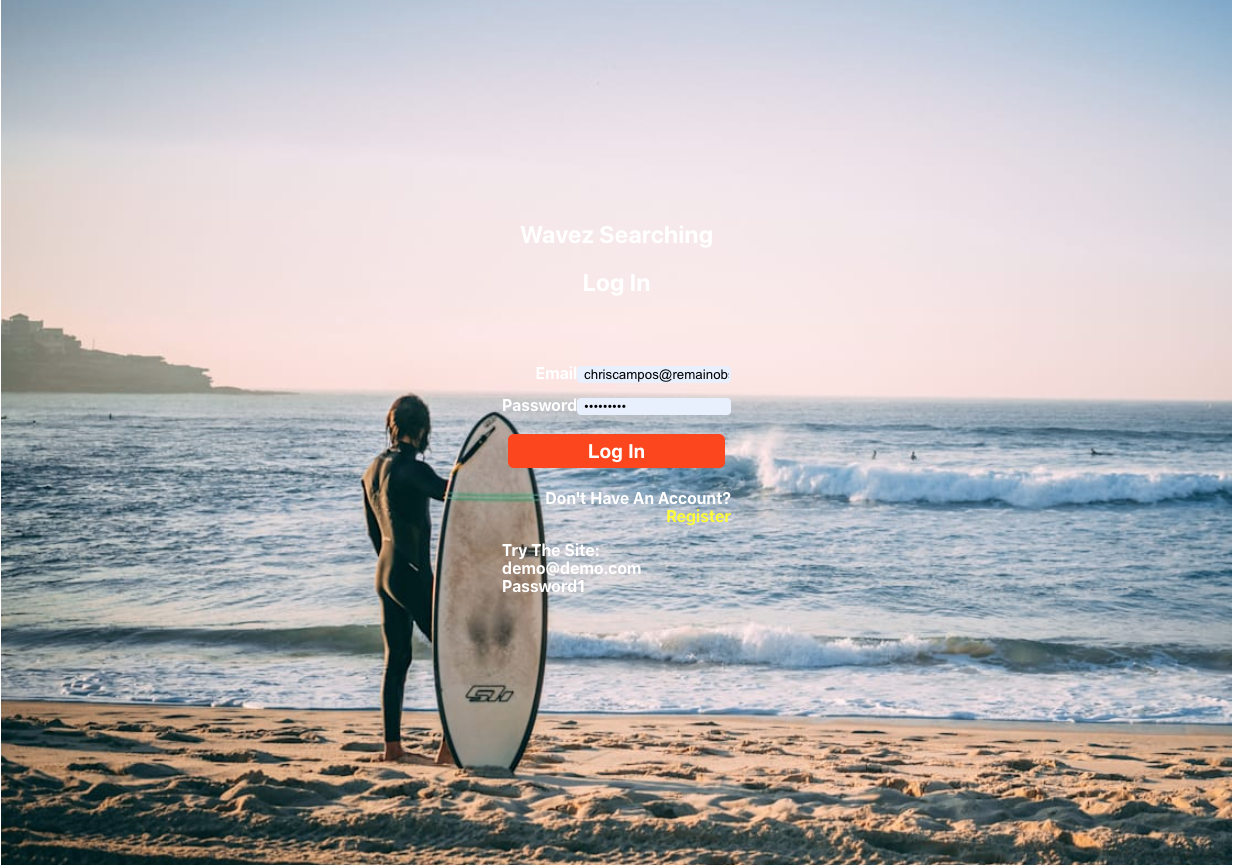 Wavez Searching
Log In
Email chriscampos@remainob
Password •••••••••
Log In
Don't Have An Account?
Register
Try The Site:
demo@demo.com
Password1